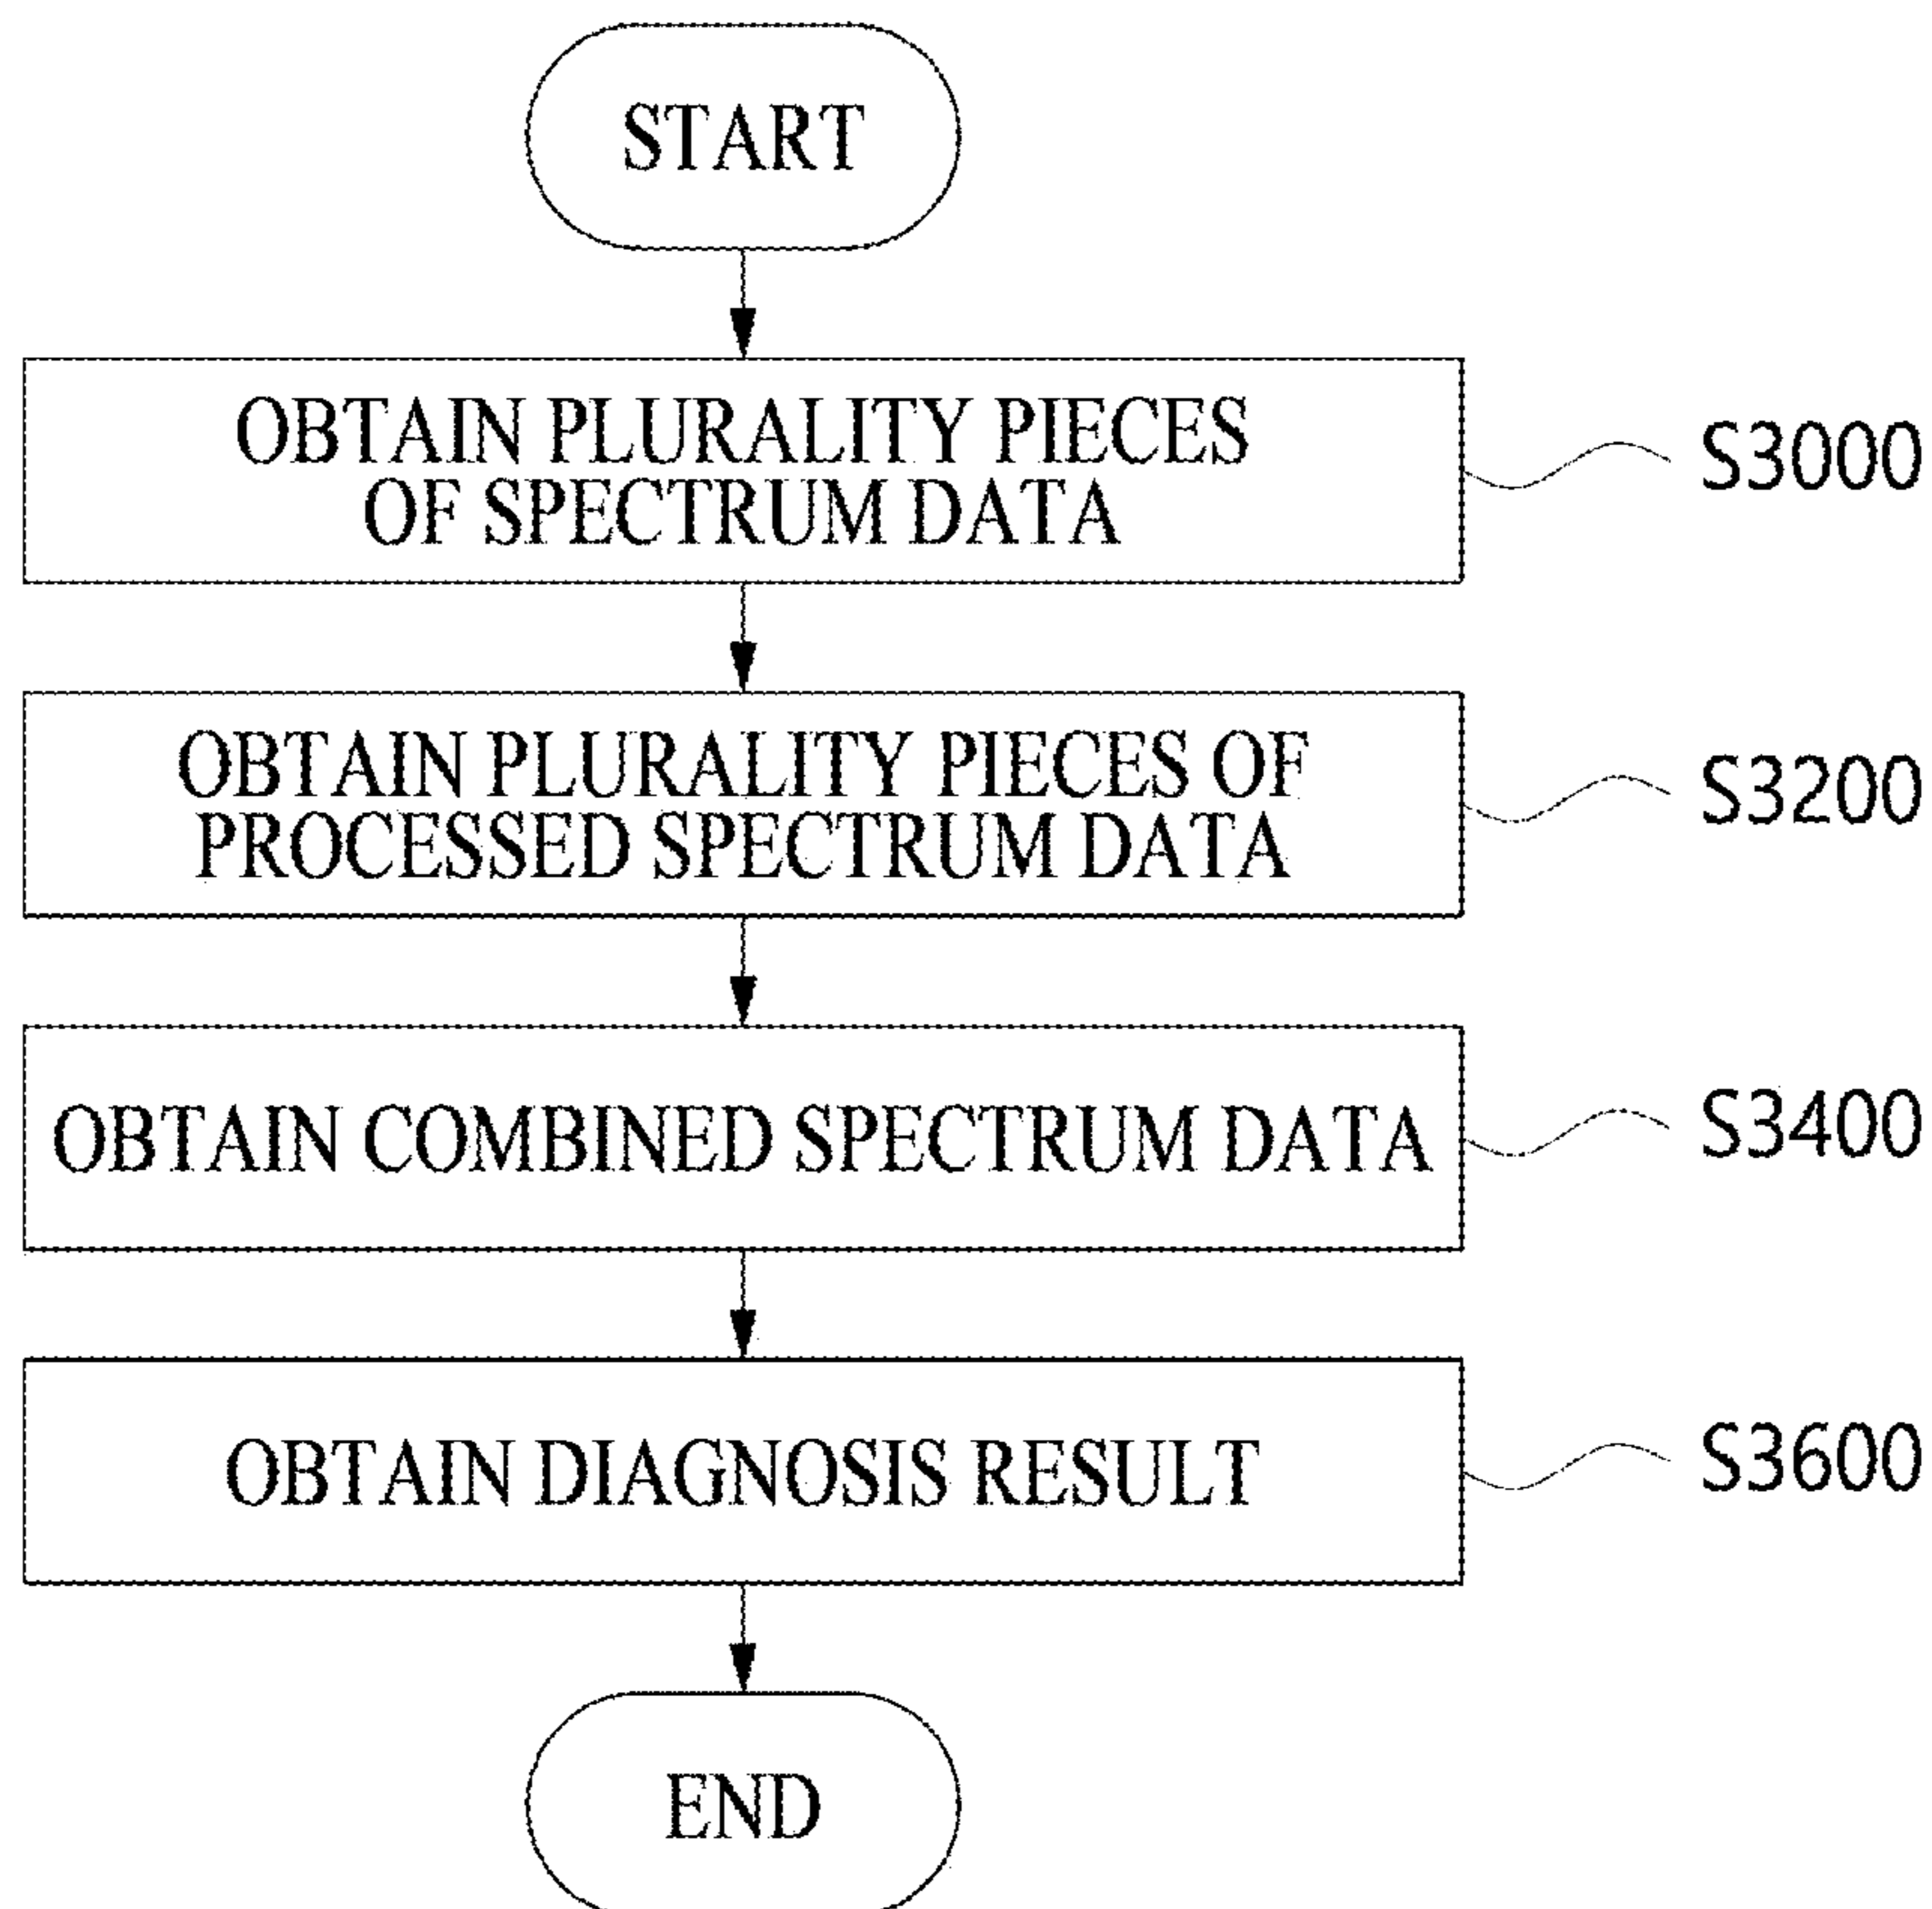 START
OBTAIN PLURALITY PIECES
OF SPECTRUM DATA
S3000
OBTAIN PLURALITY PIECES OF
PROCESSED SPECTRUM DATA
S3200
OBTAIN COMBINED SPECTRUM DATA
S3400
OBTAIN DIAGNOSIS RESULT
S3600
END